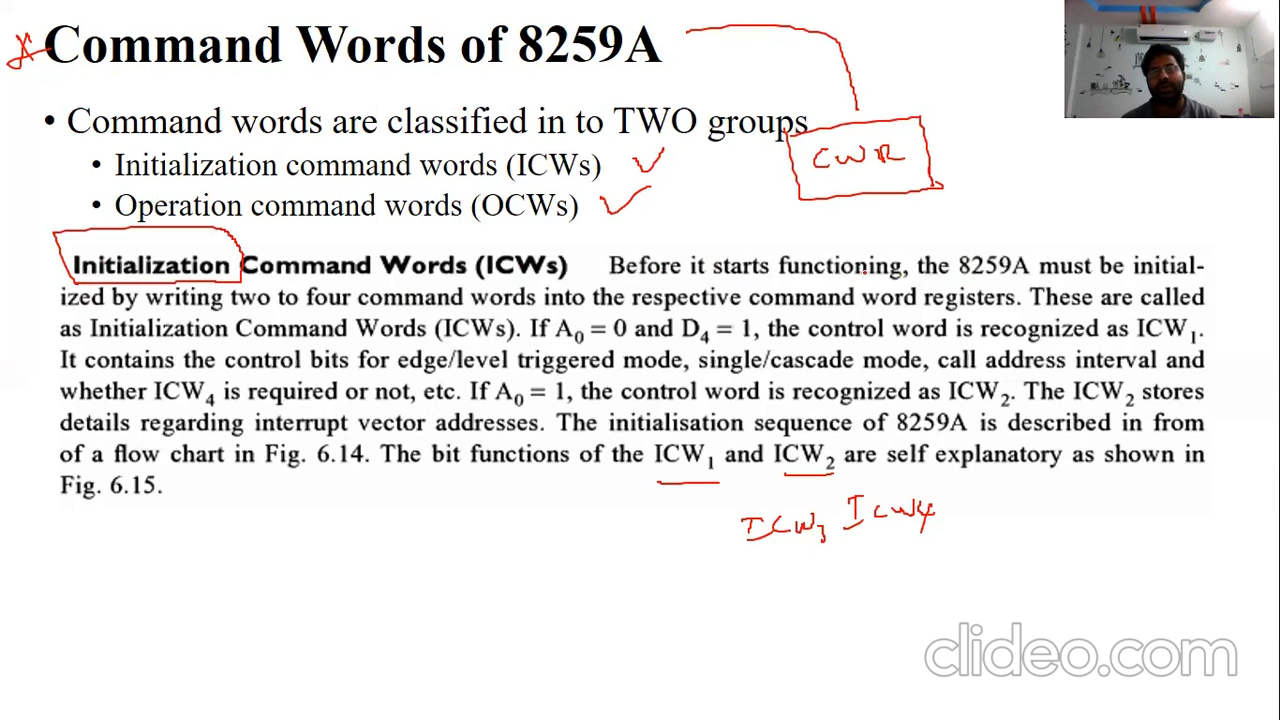 Command Words of 8259A
• Command words are classified in to TWO groups
CWR
• Initialization command words (ICWs)
• Operation command words (OCWs)
Initialization Command Words (ICWs) Before it starts functioning, the 8259A must be initial-
ized by writing two to four command words into the respective command word registers. These are called
as Initialization Command Words (ICWs). If A₀ = 0 and D₄ = 1, the control word is recognized as ICW₁.
It contains the control bits for edge/level triggered mode, single/cascade mode, call address interval and
whether ICW₄ is required or not, etc. If A₀ = 1, the control word is recognized as ICW₂. The ICW₂ stores
details regarding interrupt vector addresses. The initialisation sequence of 8259A is described in from
of a flow chart in Fig. 6.14. The bit functions of the ICW₁ and ICW₂ are self explanatory as shown in
Fig. 6.15.
ICW₃ ICW4
clideo.com